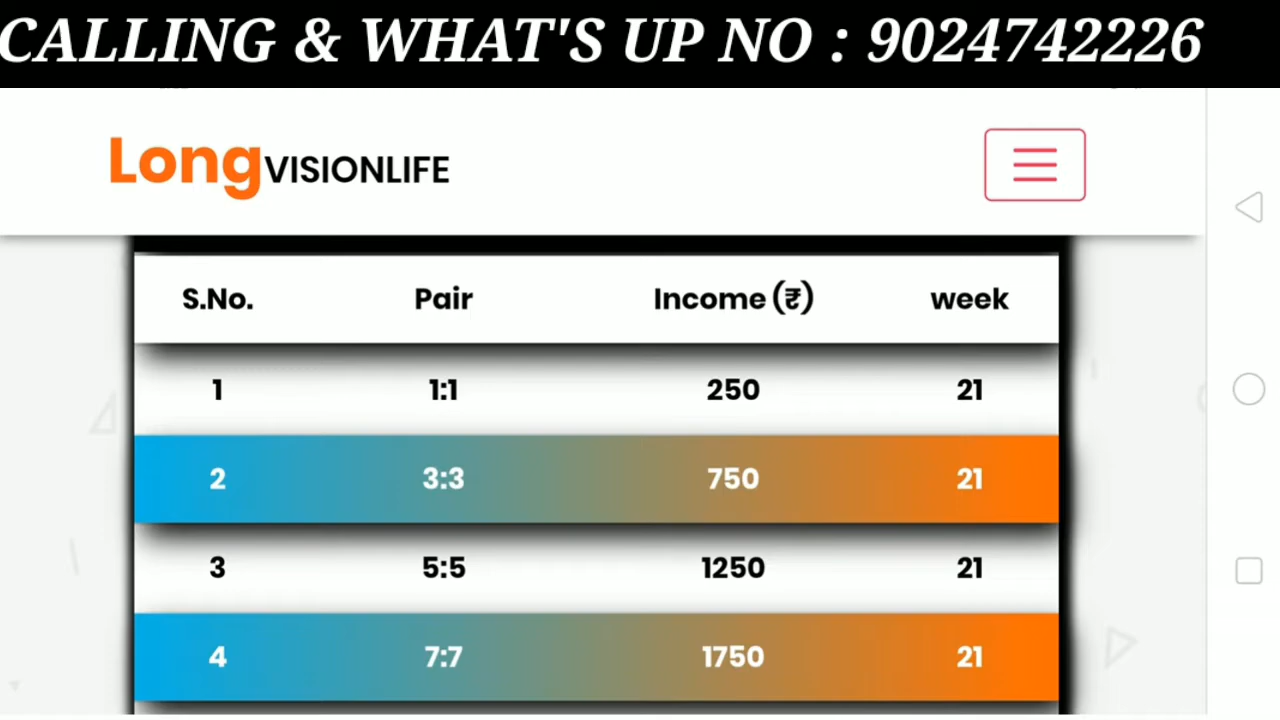 CALLING & WHAT'S UP NO : 9024742226
LongVISIONLIFE
S.No. Pair Income (₹) week
1 1:1 250 21
2 3:3 750 21
3 5:5 1250 21
4 7:7 1750 21